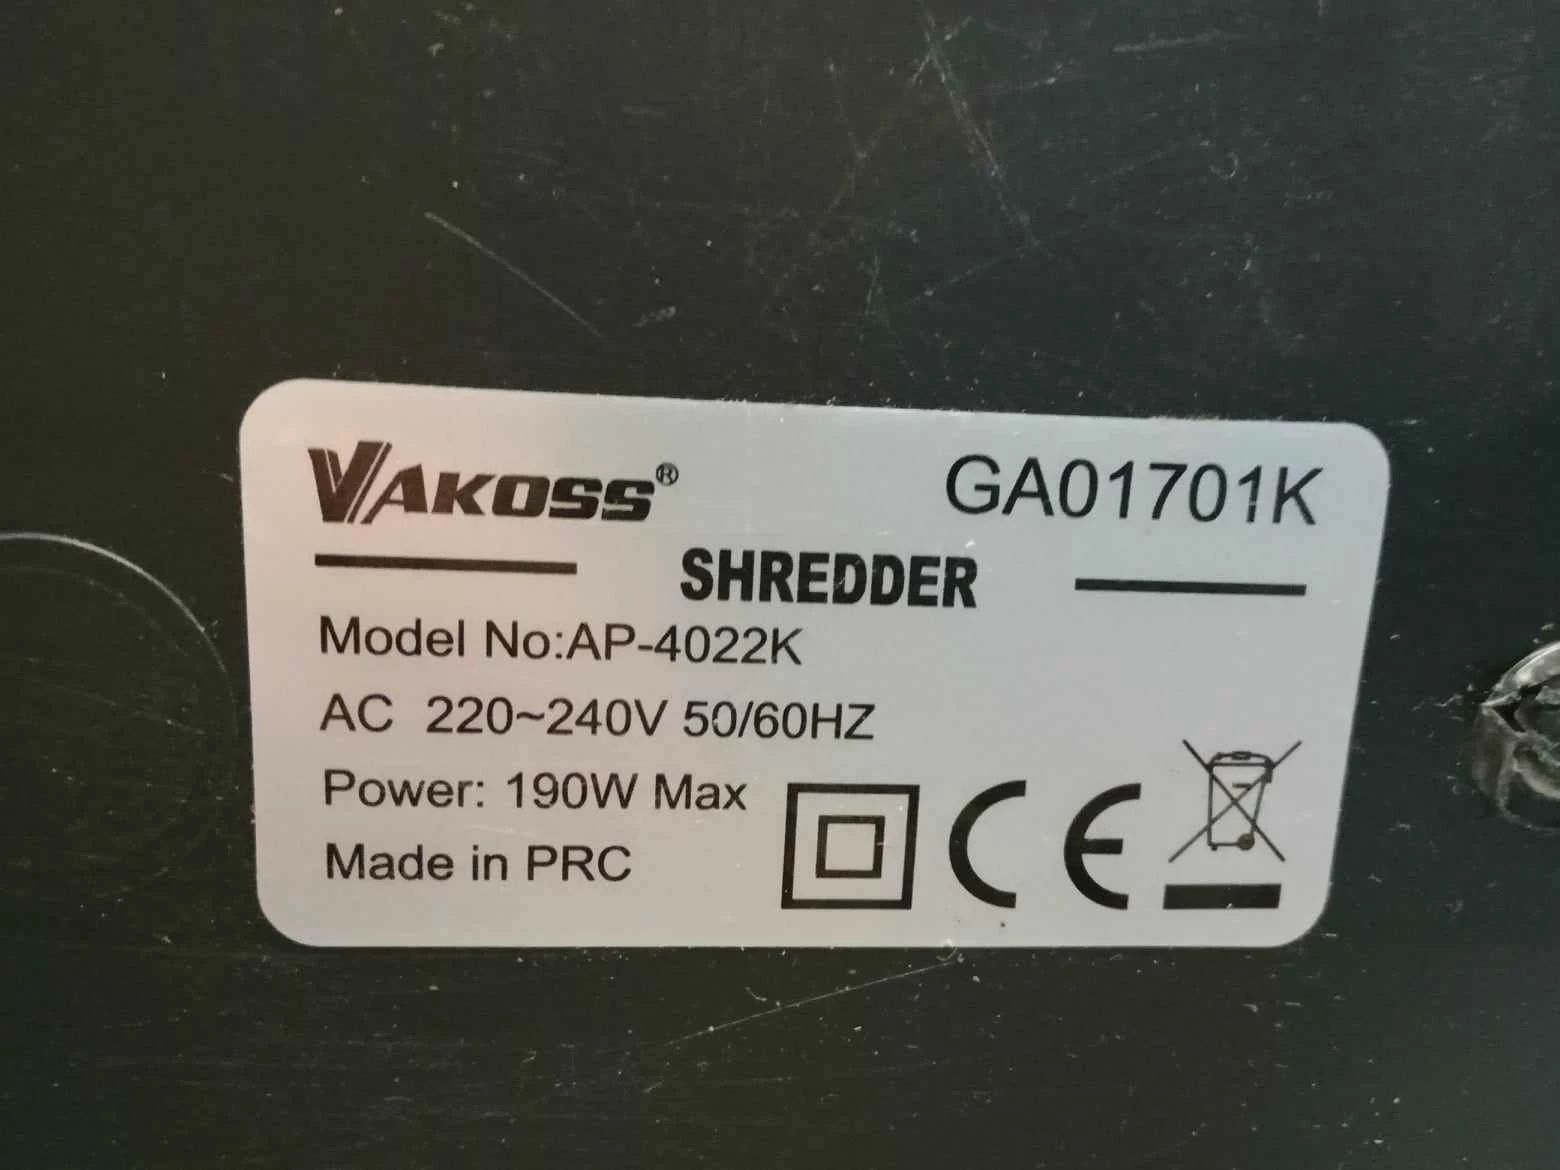 VAKOSS® GA01701K
SHREDDER
Model No:AP-4022K
AC 220~240V 50/60HZ
Power: 190W Max
Made in PRC
CE